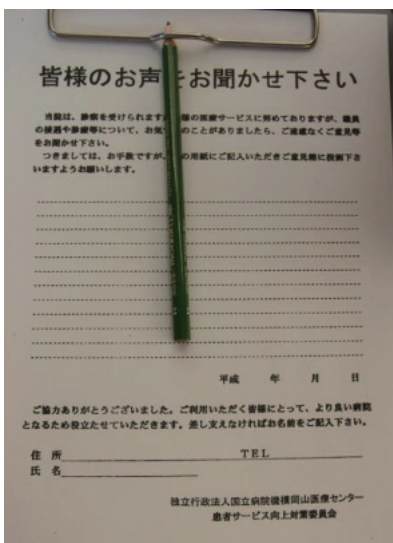 皆様のお声をお聞かせ下さい
当院は、診察を受けられます 様の医療サービスに努めておりますが、職員
の接遇や診療等について、お気 のことがありましたら、ご遠慮なくご意見等
をお聞かせ下さい。
つきましては、お手数ですが、 の用紙にご記入いただきご意見箱に投函下さ
いますようお願いします。
平成 年 月 日
ご協力ありがとうございました。ご利用いただく皆様にとって、より良い病院
となるため役立たせていただきます。差し支えなければお名前をご記入下さい。
住 所 TEL
氏 名
独立行政法人国立病院機構岡山医療センター
患者サービス向上対策委員会